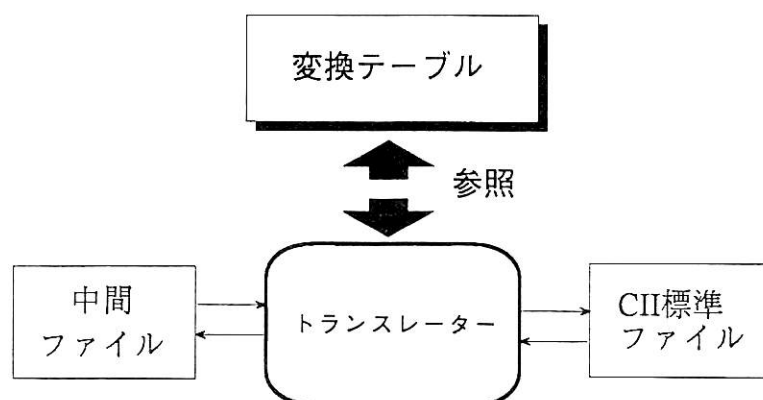 変換テーブル
参照
中間
ファイル
トランスレーター
CII標準
ファイル